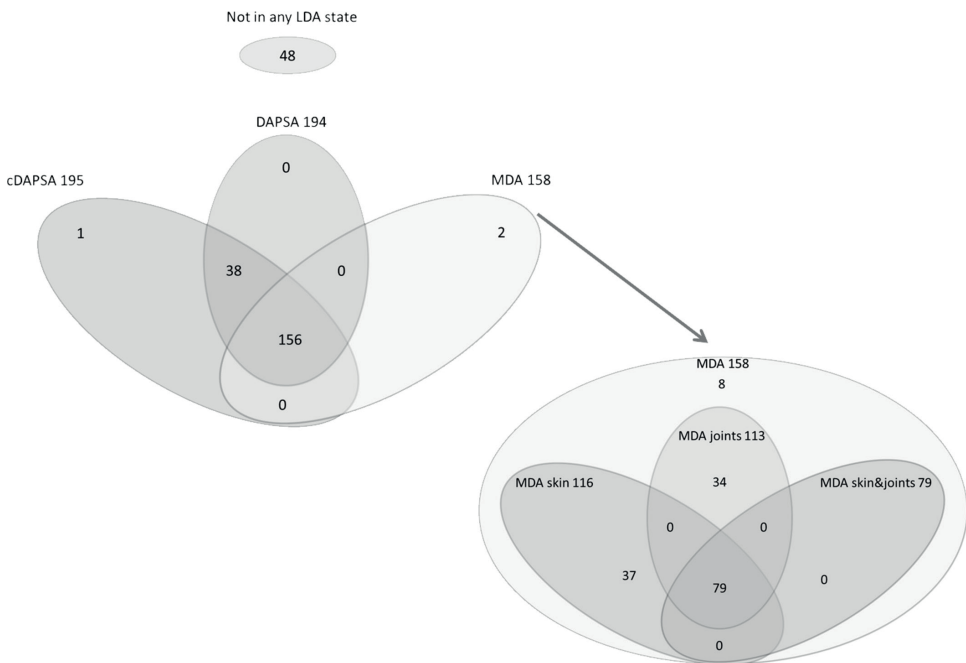 Not in any LDA state
48
DAPSA 194
0
cDAPSA 195
MDA 158
1
2
38
0
156
0
MDA 158
8
MDA joints 113
MDA skin 116
34
MDA skin&joints 79
0
0
37
79
0
0